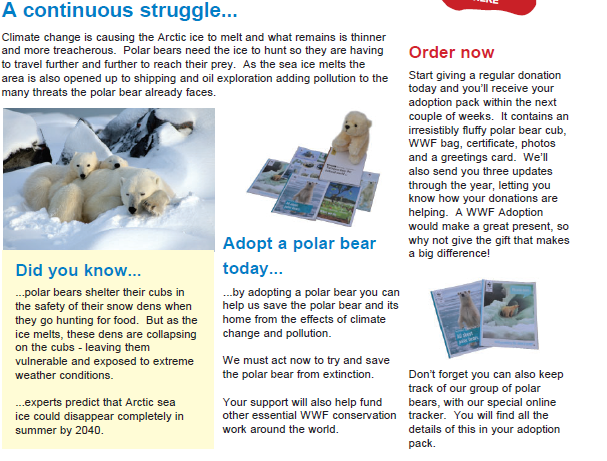 A continuous struggle...
Climate change is causing the Arctic ice to melt and what remains is thinner
and more treacherous.  Polar bears need the ice to hunt so they are having
to travel further and further to reach their prey.  As the sea ice melts the
area is also opened up to shipping and oil exploration adding pollution to the
many threats the polar bear already faces.
Did you know...
...polar bears shelter their cubs in
the safety of their snow dens when
they go hunting for food.  But as the
ice melts, these dens are collapsing
on the cubs - leaving them
vulnerable and exposed to extreme
weather conditions.
...experts predict that Arctic sea
ice could disappear completely in
summer by 2040.
Adopt a polar bear
today...
...by adopting a polar bear you can
help us save the polar bear and its
home from the effects of climate
change and pollution.
We must act now to try and save
the polar bear from extinction.
Your support will also help fund
other essential WWF conservation
work around the world.
HERE
Order now
Start giving a regular donation
today and you'll receive your
adoption pack within the next
couple of weeks.  It contains an
irresistibly fluffy polar bear cub,
WWF bag, certificate, photos
and a greetings card.  We'll
also send you three updates
through the year, letting you
know how your donations are
helping.  A WWF Adoption
would make a great present, so
why not give the gift that makes
a big difference!
Don't forget you can also keep
track of our group of polar
bears, with our special online
tracker.  You will find all the
details of this in your adoption
pack.